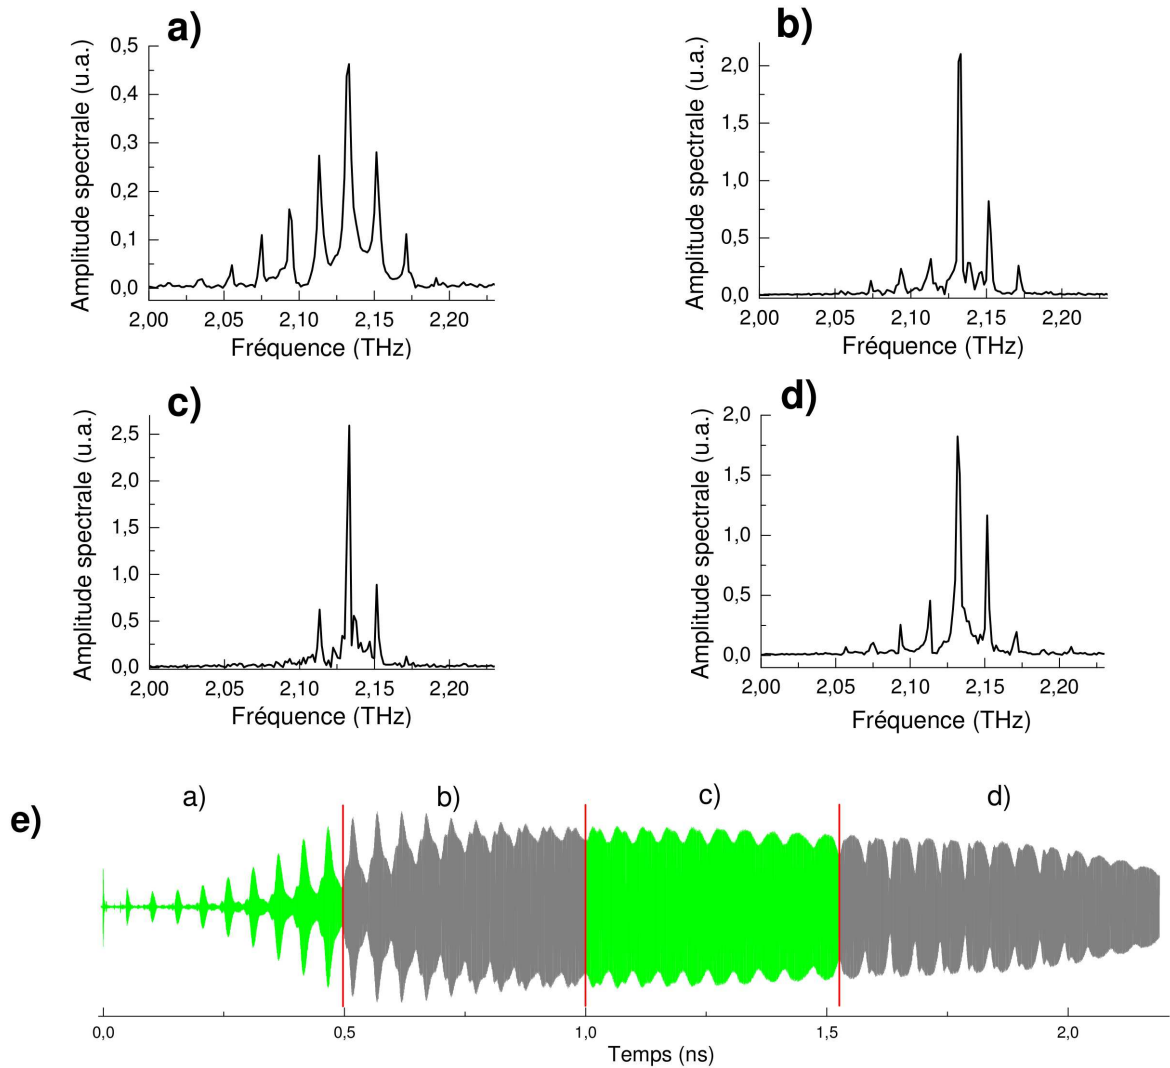 a)
Amplitude spectrale (u.a.)
0,5
0,4
0,3
0,2
0,1
0,0
2,00 2,05 2,10 2,15 2,20
Fréquence (THz)
b)
Amplitude spectrale (u.a.)
2,0
1,5
1,0
0,5
0,0
2,00 2,05 2,10 2,15 2,20
Fréquence (THz)
c)
Amplitude spectrale (u.a.)
2,5
2,0
1,5
1,0
0,5
0,0
2,00 2,05 2,10 2,15 2,20
Fréquence (THz)
d)
Amplitude spectrale (u.a.)
2,0
1,5
1,0
0,5
0,0
2,00 2,05 2,10 2,15 2,20
Fréquence (THz)
e)
a) b) c) d)
0,0 0,5 1,0 1,5 2,0
Temps (ns)